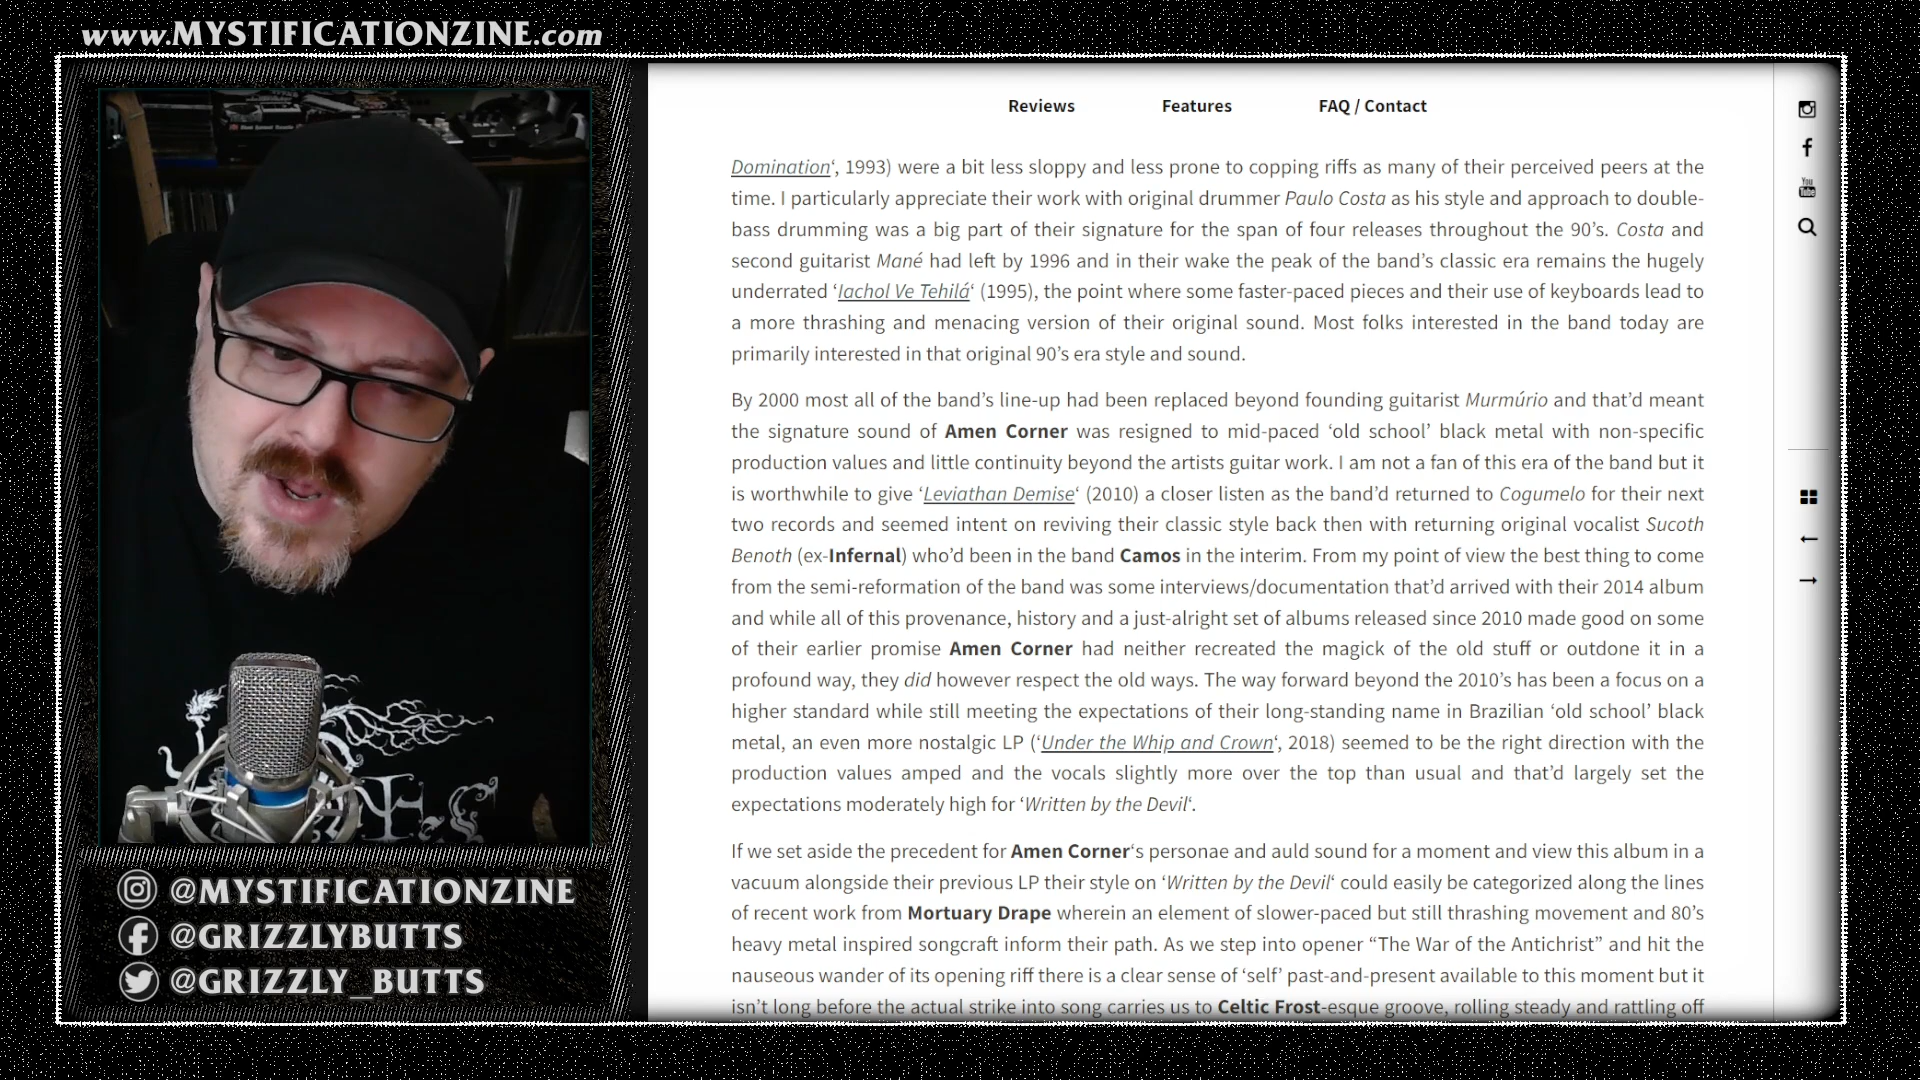 www.MYSTIFICATIONZINE.com
Reviews
Features
FAQ / Contact
Domination‘, 1993) were a bit less sloppy and less prone to copping riffs as many of their perceived peers at the
time. I particularly appreciate their work with original drummer Paulo Costa as his style and approach to double-
bass drumming was a big part of their signature for the span of four releases throughout the 90’s. Costa and
second guitarist Mané had left by 1996 and in their wake the peak of the band’s classic era remains the hugely
underrated ‘Iachol Ve Tehilá‘ (1995), the point where some faster-paced pieces and their use of keyboards lead to
a more thrashing and menacing version of their original sound. Most folks interested in the band today are
primarily interested in that original 90’s era style and sound.
By 2000 most all of the band’s line-up had been replaced beyond founding guitarist Murmúrio and that’d meant
the signature sound of Amen Corner was resigned to mid-paced ‘old school’ black metal with non-specific
production values and little continuity beyond the artists guitar work. I am not a fan of this era of the band but it
is worthwhile to give ‘Leviathan Demise‘ (2010) a closer listen as the band’d returned to Cogumelo for their next
two records and seemed intent on reviving their classic style back then with returning original vocalist Sucoth
Benoth (ex-Infernal) who’d been in the band Camos in the interim. From my point of view the best thing to come
from the semi-reformation of the band was some interviews/documentation that’d arrived with their 2014 album
and while all of this provenance, history and a just-alright set of albums released since 2010 made good on some
of their earlier promise Amen Corner had neither recreated the magick of the old stuff or outdone it in a
profound way, they did however respect the old ways. The way forward beyond the 2010’s has been a focus on a
higher standard while still meeting the expectations of their long-standing name in Brazilian ‘old school’ black
metal, an even more nostalgic LP (‘Under the Whip and Crown‘, 2018) seemed to be the right direction with the
production values amped and the vocals slightly more over the top than usual and that’d largely set the
expectations moderately high for ‘Written by the Devil‘.
If we set aside the precedent for Amen Corner‘s personae and auld sound for a moment and view this album in a
vacuum alongside their previous LP their style on ‘Written by the Devil‘ could easily be categorized along the lines
of recent work from Mortuary Drape wherein an element of slower-paced but still thrashing movement and 80’s
heavy metal inspired songcraft inform their path. As we step into opener “The War of the Antichrist” and hit the
nauseous wander of its opening riff there is a clear sense of ‘self’ past-and-present available to this moment but it
isn’t long before the actual strike into song carries us to Celtic Frost-esque groove, rolling steady and rattling off
You
Tube
@MYSTIFICATIONZINE
@GRIZZLYBUTTS
@GRIZZLY_BUTTS